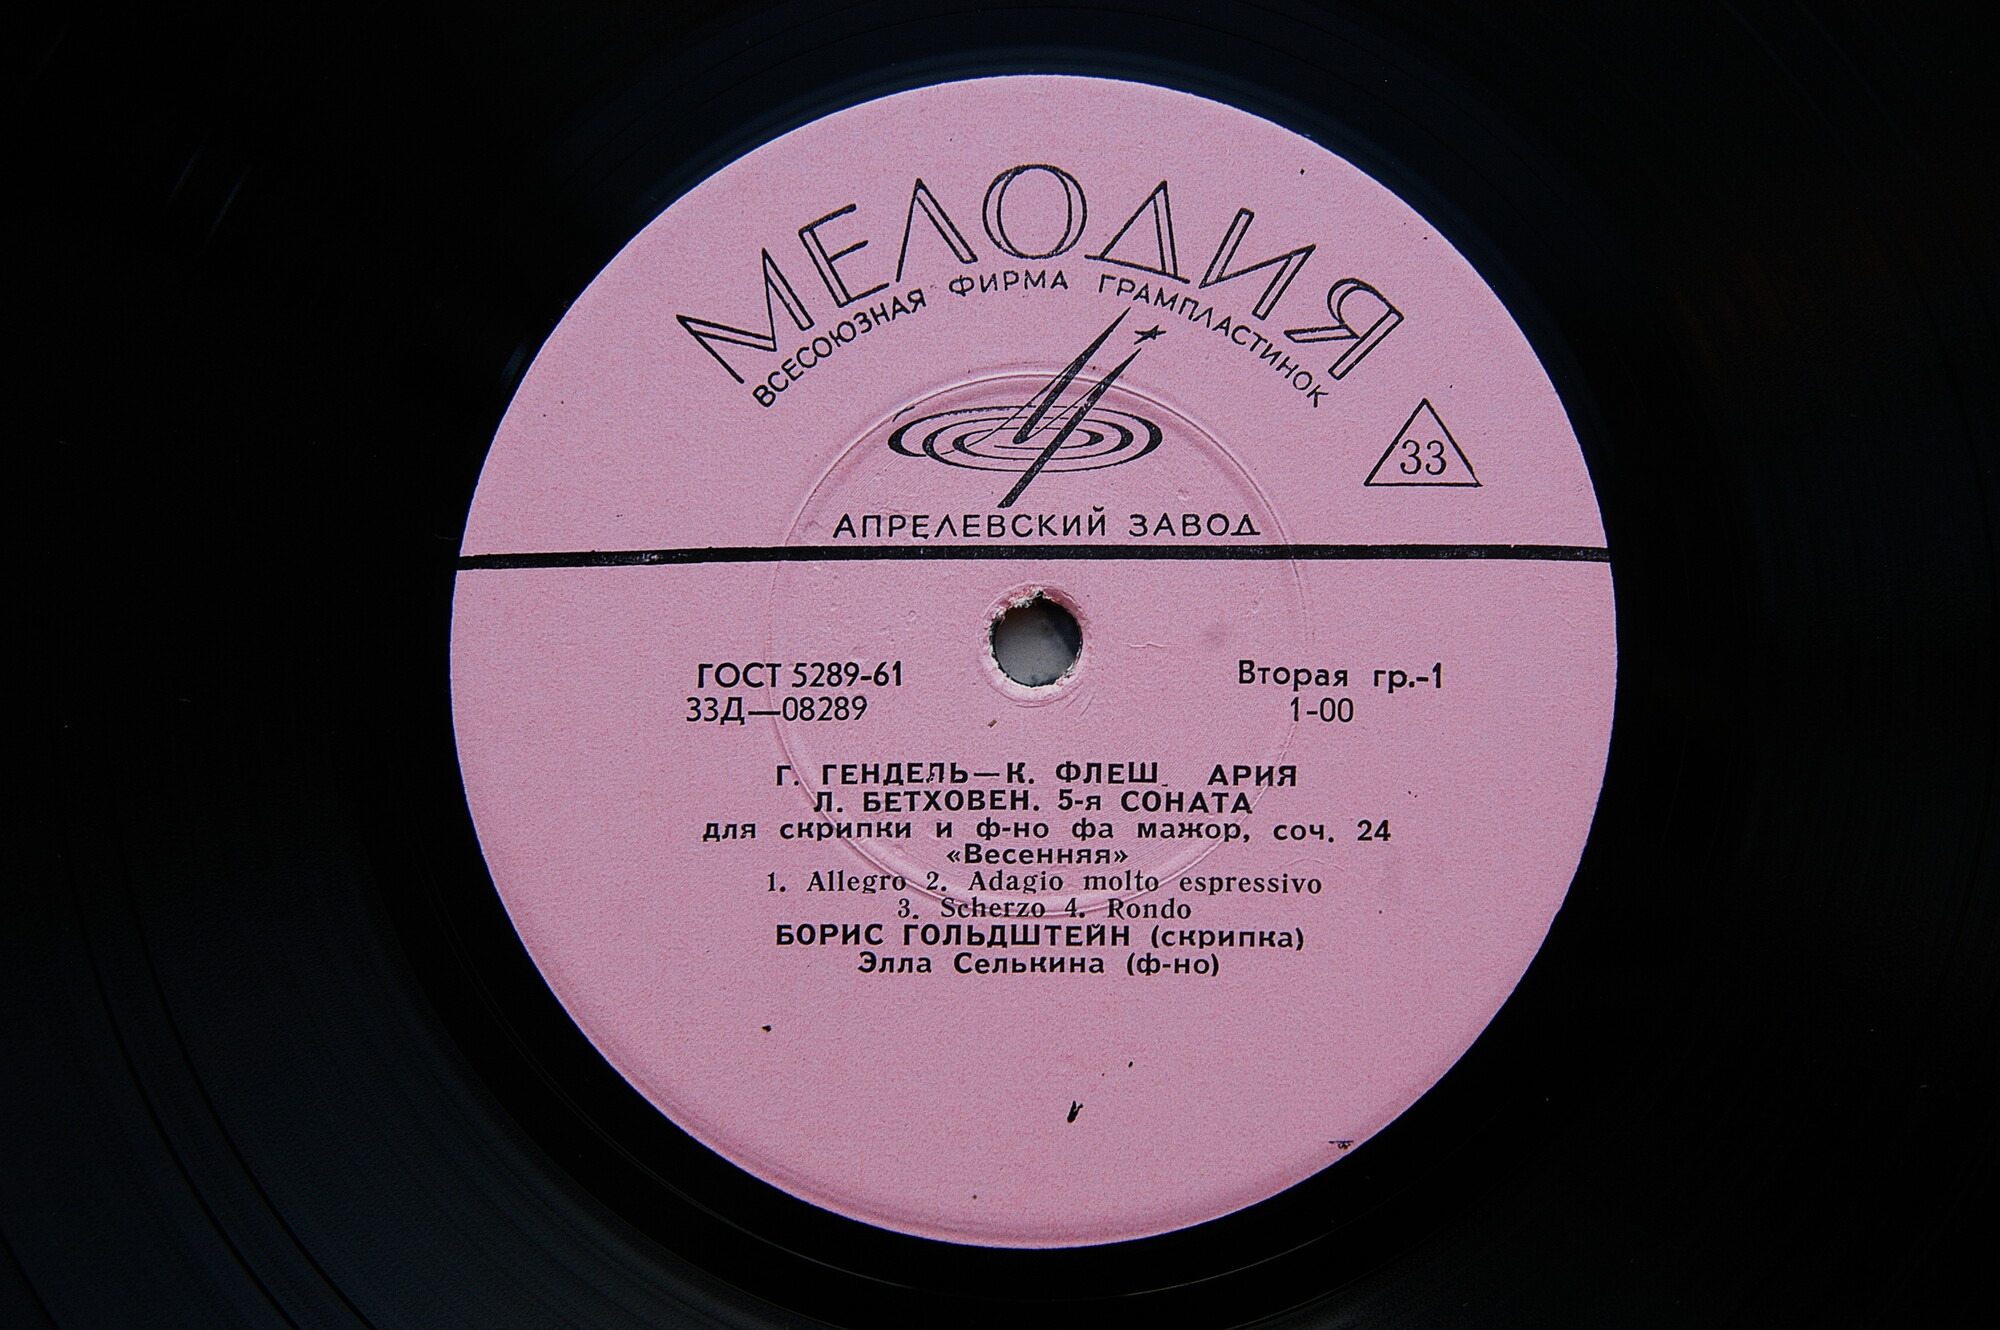 МЕЛОДИЯ
ВСЕСОЮЗНАЯ ФИРМА ГРАМПЛАСТИНОК
33
АПРЕЛЕВСКИЙ ЗАВОД
ГОСТ 5289-61 Вторая гр.-1
33Д—08289 1-00
Г. ГЕНДЕЛЬ—К. ФЛЕШ. АРИЯ
Л. БЕТХОВЕН. 5-я СОНАТА
для скрипки и ф-но фа мажор, соч. 24
«Весенняя»
1. Allegro 2. Adagio molto espressivo
3. Scherzo 4. Rondo
БОРИС ГОЛЬДШТЕЙН (скрипка)
Элла Селькина (ф-но)